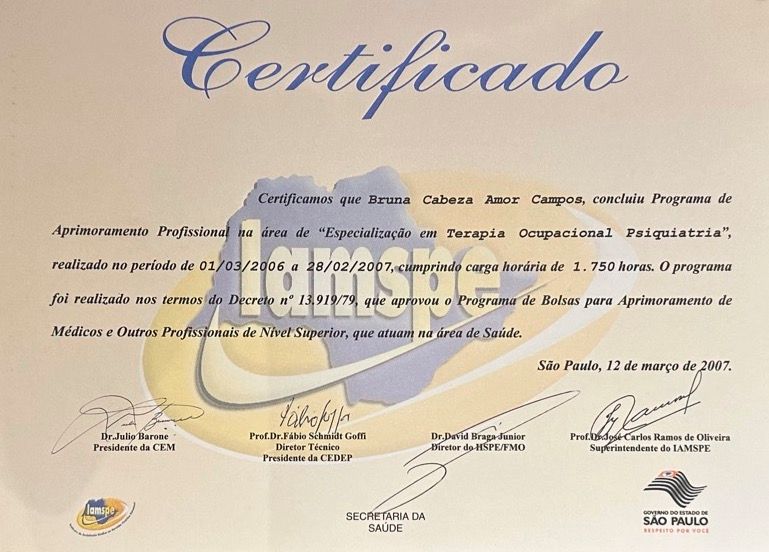 Certificado
Certificamos que Bruna Cabeza Amor Campos, concluiu Programa de
Aprimoramento Profissional na área de “Especialização em Terapia Ocupacional Psiquiatria”,
realizado no período de 01/03/2006 a 28/02/2007, cumprindo carga horária de 1.750 horas. O programa
foi realizado nos termos do Decreto nº 13.919/79, que aprovou o Programa de Bolsas para Aprimoramento de
Médicos e Outros Profissionais de Nível Superior, que atuam na área de Saúde.
Iamspe
São Paulo, 12 de março de 2007.
Dr.Julio Barone
Presidente da CEM
Prof.Dr.Fábio Schmidt Goffi
Diretor Técnico
Presidente da CEDEP
Dr.David Braga Junior
Diretor do HSPE/FMO
Prof.Dr.José Carlos Ramos de Oliveira
Superintendente do IAMSPE
Iamspe
SECRETARIA DA
SAÚDE
GOVERNO DO ESTADO DE
SÃO PAULO
RESPEITO POR VOCÊ